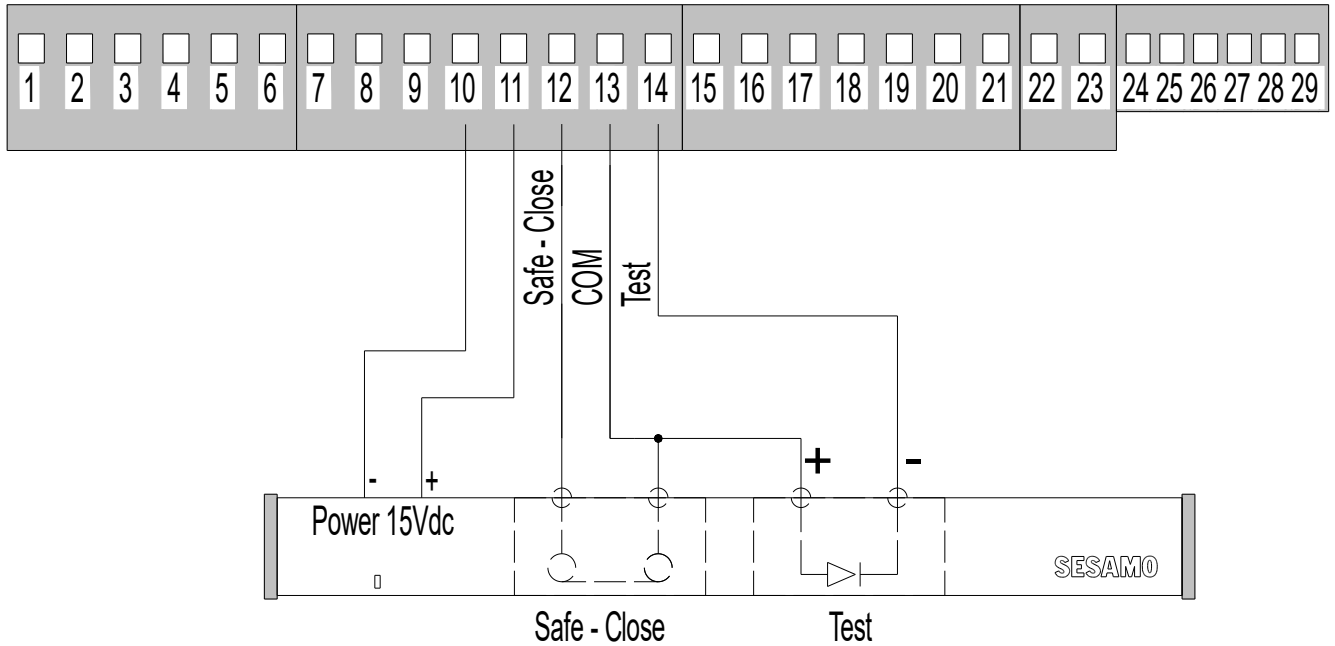 1 2 3 4 5 6 7 8 9 10 11 12 13 14 15 16 17 18 19 20 21 22 23 24 25 26 27 28 29
Safe - Close
COM
Test
+ -
- +
Power 15Vdc
SESAMO
Safe - Close Test